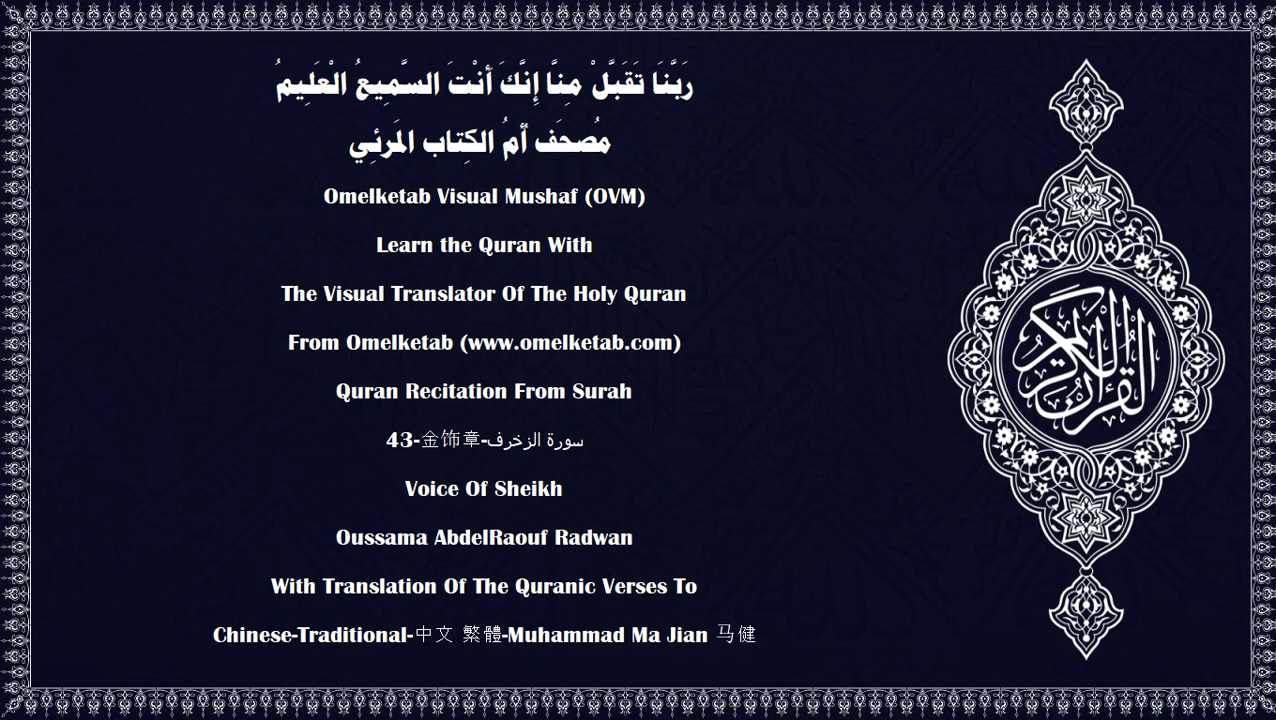 رَبَّنَا تَقَبَّلْ مِنَّا إِنَّكَ أَنْتَ السَّمِيعُ الْعَلِيمُ
مُصحَف أمُ الكِتاب المَرئِي
Omelketab Visual Mushaf (OVM)
Learn the Quran With
The Visual Translator Of The Holy Quran
From Omelketab (www.omelketab.com)
Quran Recitation From Surah
43-金饰章-سورة الزخرف
Voice Of Sheikh
Oussama AbdelRaouf Radwan
With Translation Of The Quranic Verses To
Chinese-Traditional-中文 繁體-Muhammad Ma Jian 马健
القرآن الكريم